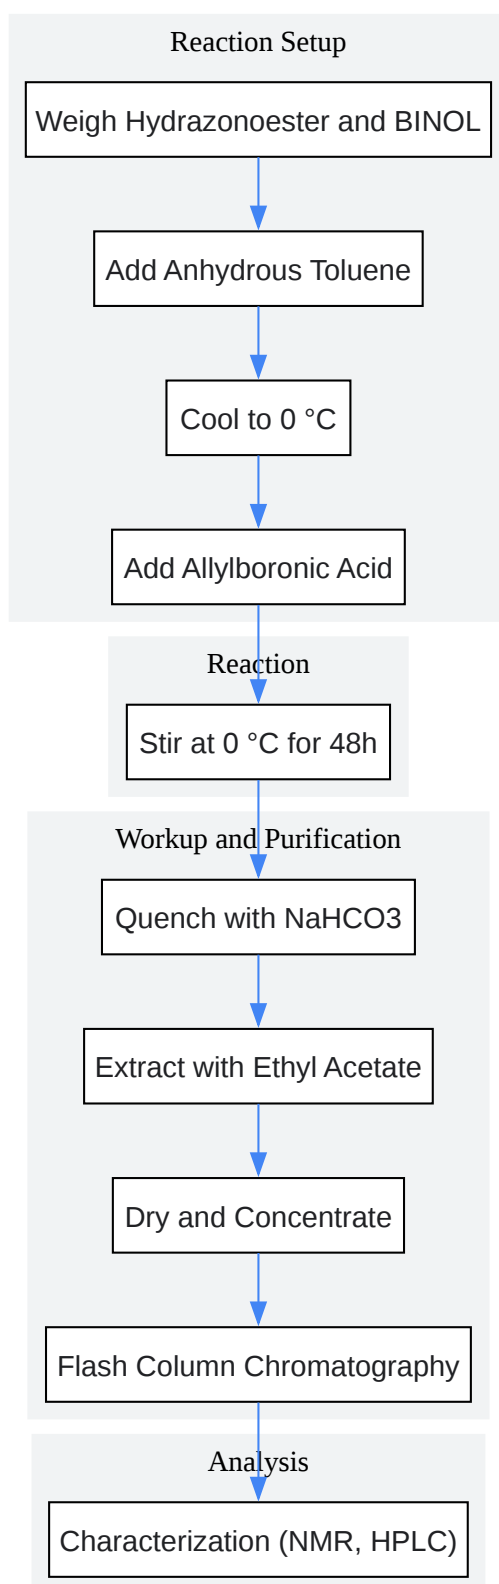 Reaction Setup
Weigh Hydrazonoester and BINOL
Add Anhydrous Toluene
Cool to 0 °C
Add Allylboronic Acid
Reaction
Stir at 0 °C for 48h
Workup and Purification
Quench with NaHCO3
Extract with Ethyl Acetate
Dry and Concentrate
Flash Column Chromatography
Analysis
Characterization (NMR, HPLC)